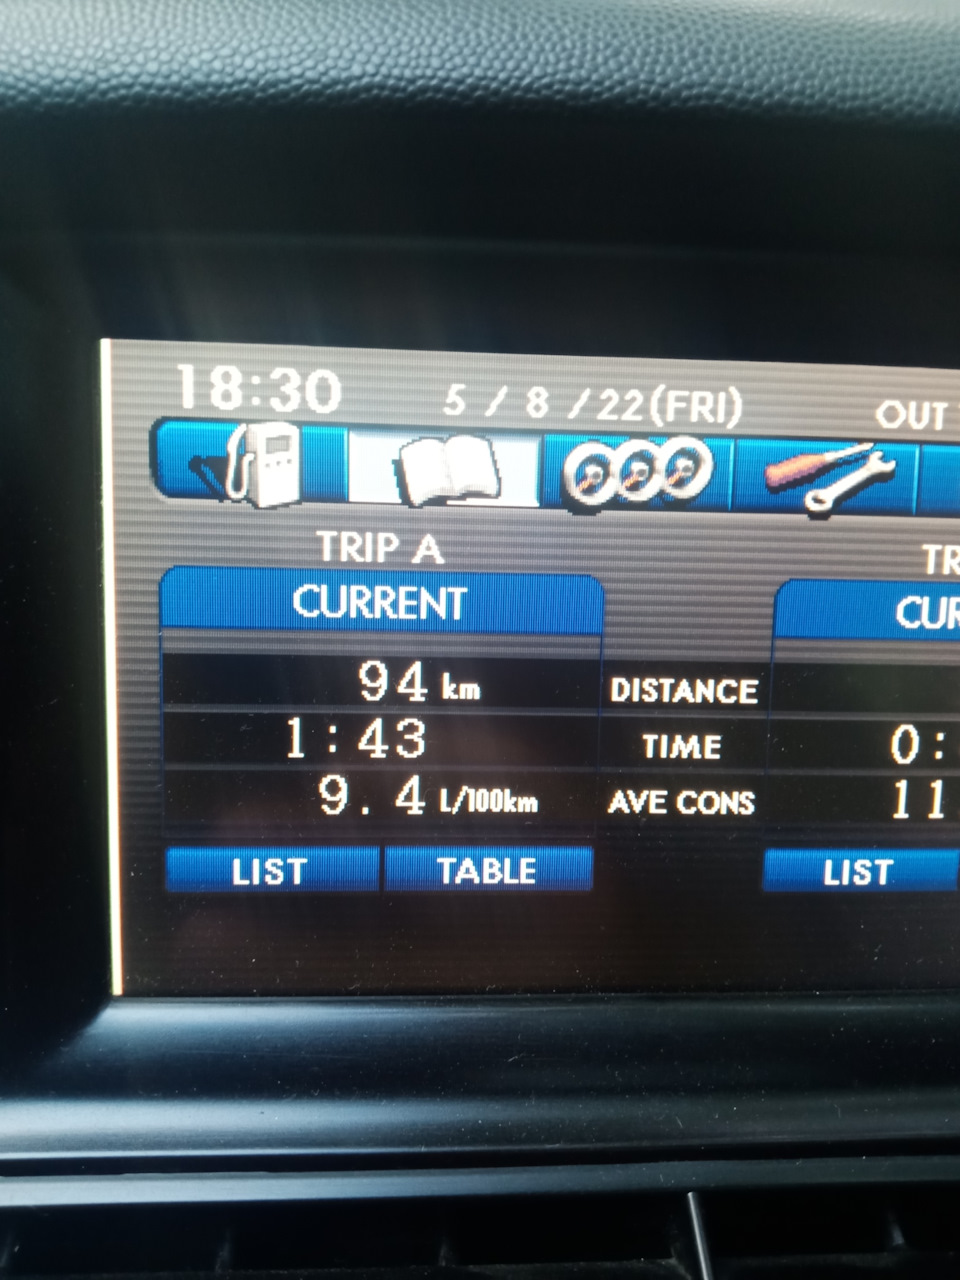 18:30 5 / 8 /22(FRI) OUT
TRIP A
CURRENT
94 km DISTANCE
1:43 TIME 0:
9.4 L/100km AVE CONS 11
LIST TABLE LIST